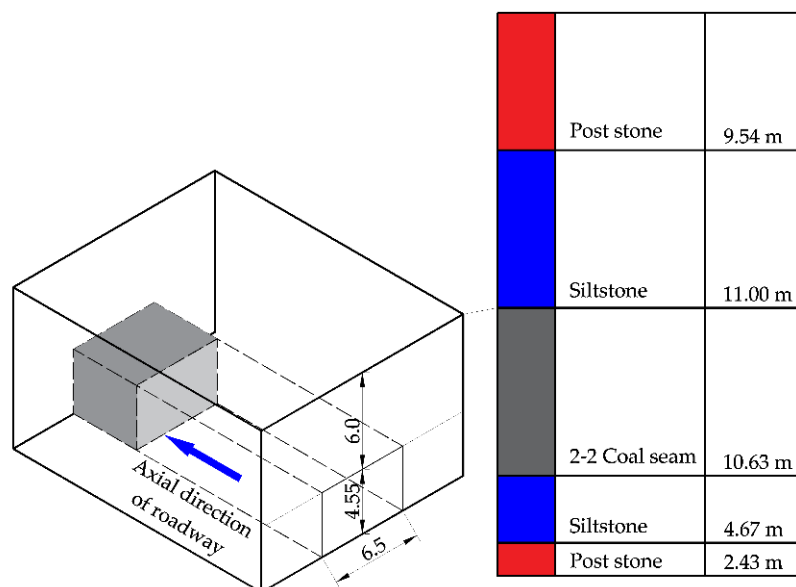 Post stone 9.54 m
Siltstone 11.00 m
2-2 Coal seam 10.63 m
Siltstone 4.67 m
Post stone 2.43 m
6.0
4.55
6.5
Axial direction
of roadway